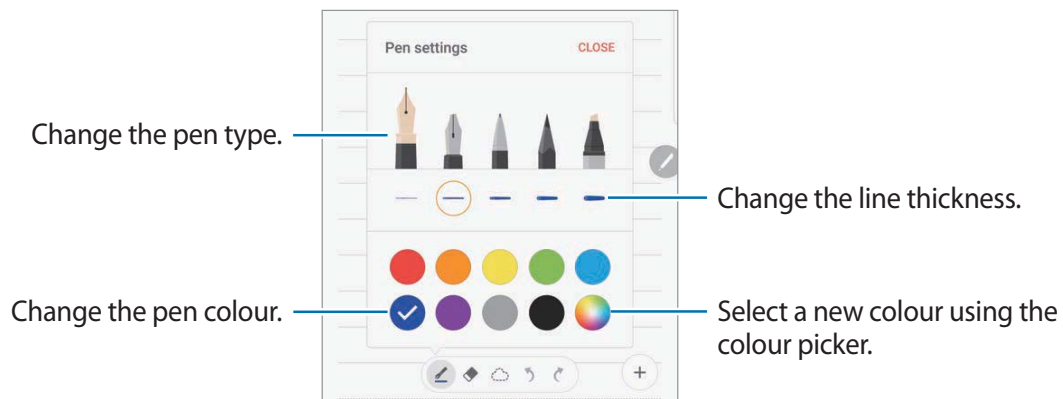 Pen settings CLOSE
Change the pen type.
Change the line thickness.
Change the pen colour.
Select a new colour using the
colour picker.